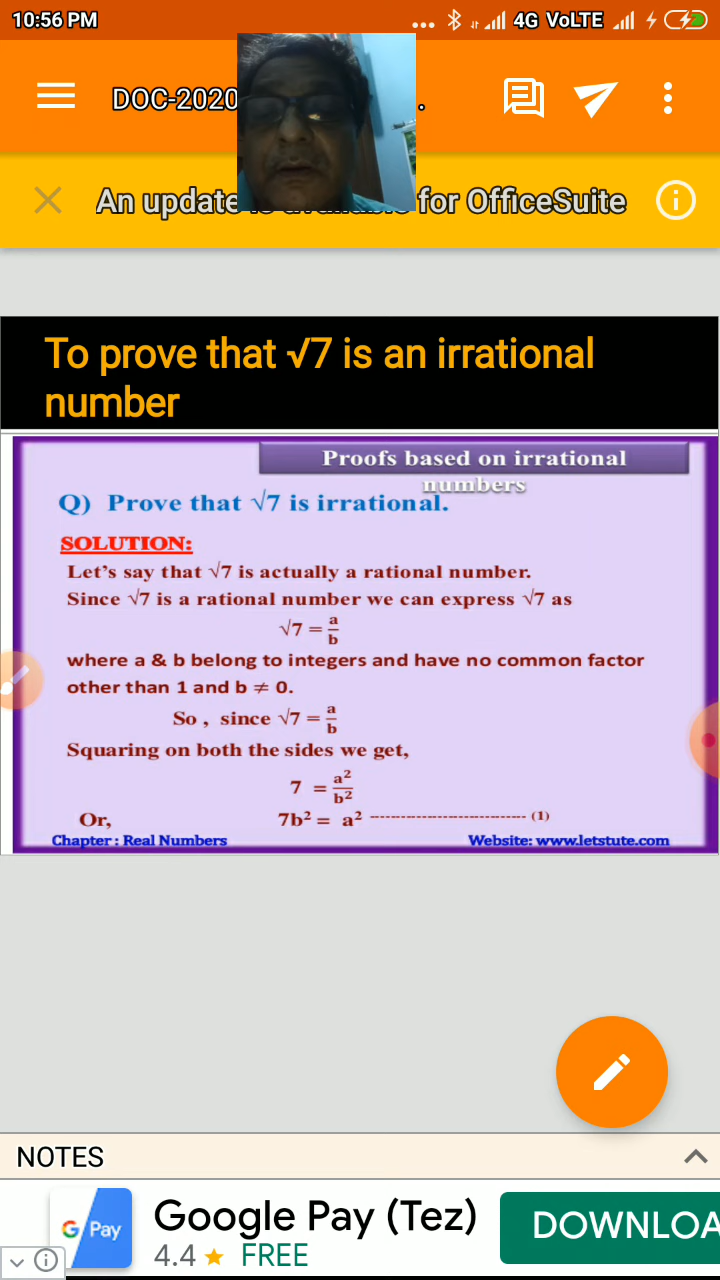 10:56 PM ... 4G VoLTE
DOC-2020 .
An update is available for OfficeSuite
To prove that √7 is an irrational
number
Proofs based on irrational
numbers
Q) Prove that √7 is irrational.
SOLUTION:
Let's say that √7 is actually a rational number.
Since √7 is a rational number we can express √7 as
√7 = a/b
where a & b belong to integers and have no common factor
other than 1 and b ≠ 0.
So , since √7 = a/b
Squaring on both the sides we get,
7 = a²/b²
Or, 7b² = a² ---------------------------- (1)
Chapter : Real Numbers Website: www.letstute.com
NOTES
G Pay
Google Pay (Tez)
4.4 ★ FREE
DOWNLOA